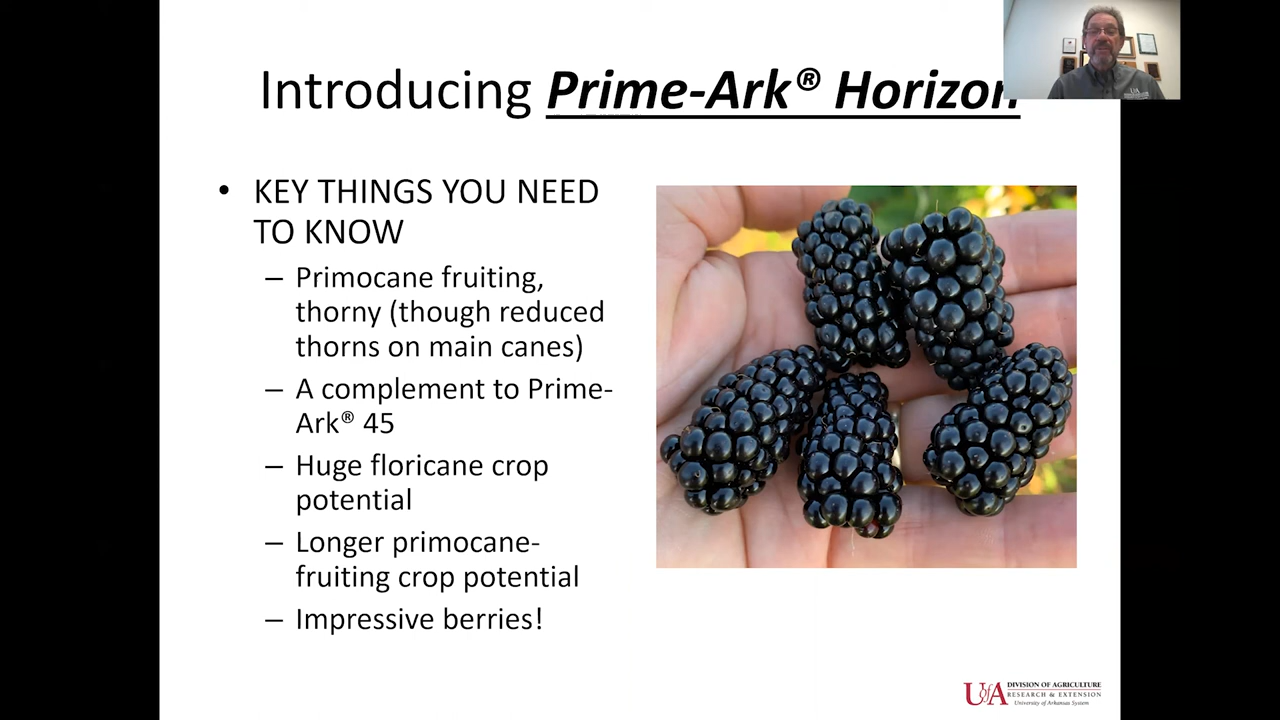 Introducing Prime-Ark® Horizon
• KEY THINGS YOU NEED
TO KNOW
– Primocane fruiting,
thorny (though reduced
thorns on main canes)
– A complement to Prime-
Ark® 45
– Huge floricane crop
potential
– Longer primocane-
fruiting crop potential
– Impressive berries!
UofA DIVISION OF AGRICULTURE
RESEARCH & EXTENSION
University of Arkansas System
UA